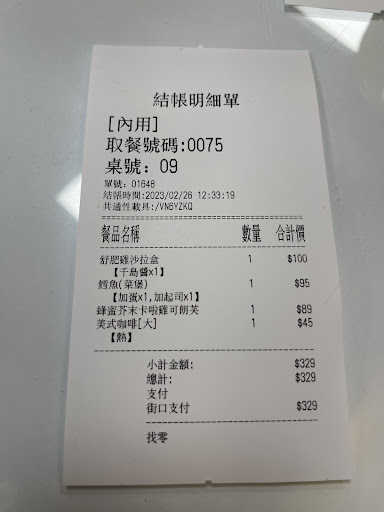 結帳明細單
[內用]
取餐號碼:0075
桌號: 09
單號: 01648
結帳時間:2023/02/26 12:33:19
共通性載具:/VN6YZKQ
餐品名稱 數量 合計價
舒肥雞沙拉盒 1 $100
【千島醬x1】
鱈魚(菜堡) 1 $95
【加蛋x1,加起司x1】
蜂蜜芥末卡啦雞可朗芙 1 $89
美式咖啡[大] 1 $45
【熱】
小計金額: $329
總計: $329
支付
街口支付 $329
找零